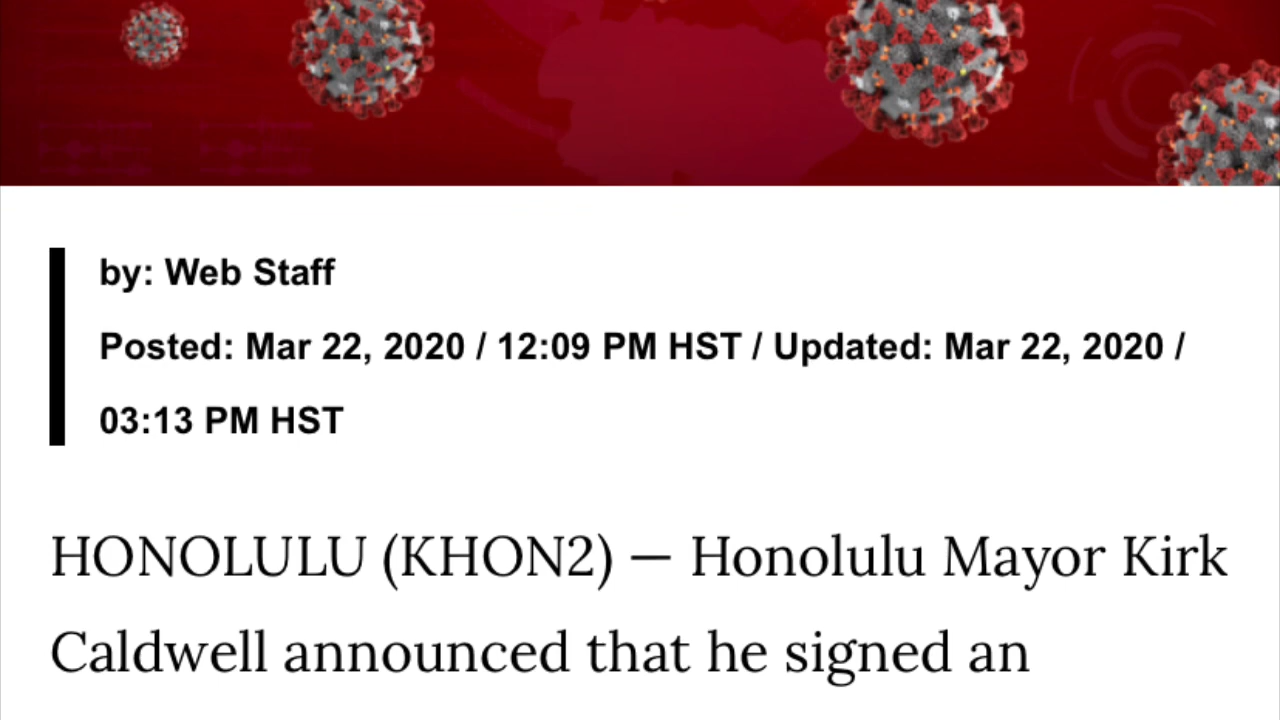 by: Web Staff
Posted: Mar 22, 2020 / 12:09 PM HST / Updated: Mar 22, 2020 /
03:13 PM HST
HONOLULU (KHON2) — Honolulu Mayor Kirk
Caldwell announced that he signed an